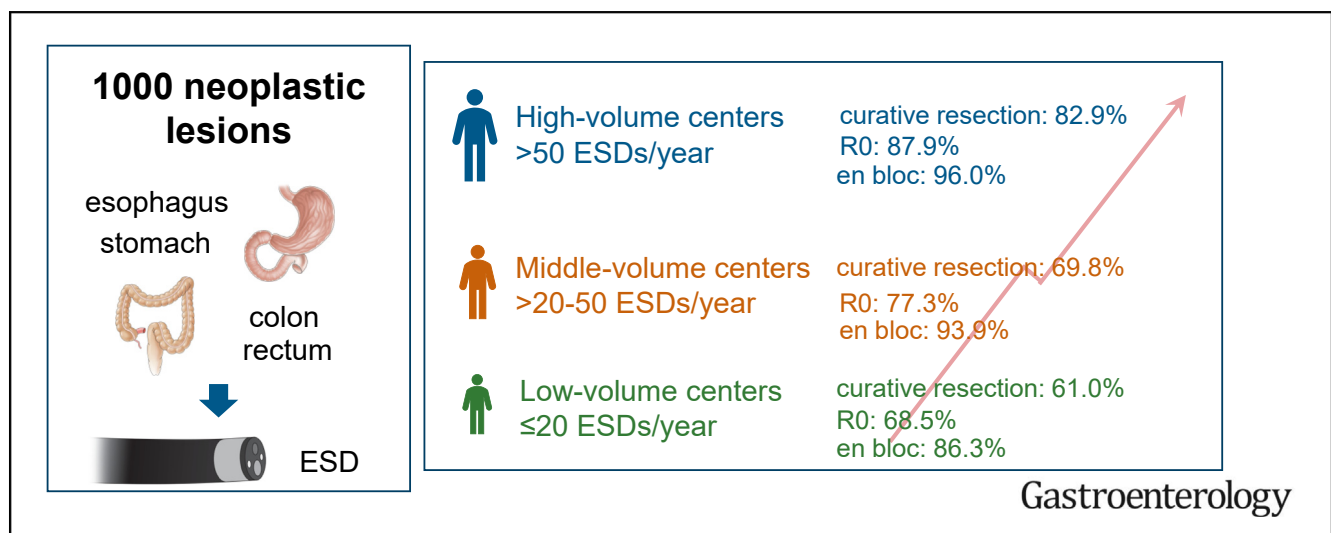 1000 neoplastic
lesions
esophagus
stomach
colon
rectum
ESD
High-volume centers
>50 ESDs/year
curative resection: 82.9%
R0: 87.9%
en bloc: 96.0%
Middle-volume centers
>20-50 ESDs/year
curative resection: 69.8%
R0: 77.3%
en bloc: 93.9%
Low-volume centers
≤20 ESDs/year
curative resection: 61.0%
R0: 68.5%
en bloc: 86.3%
Gastroenterology